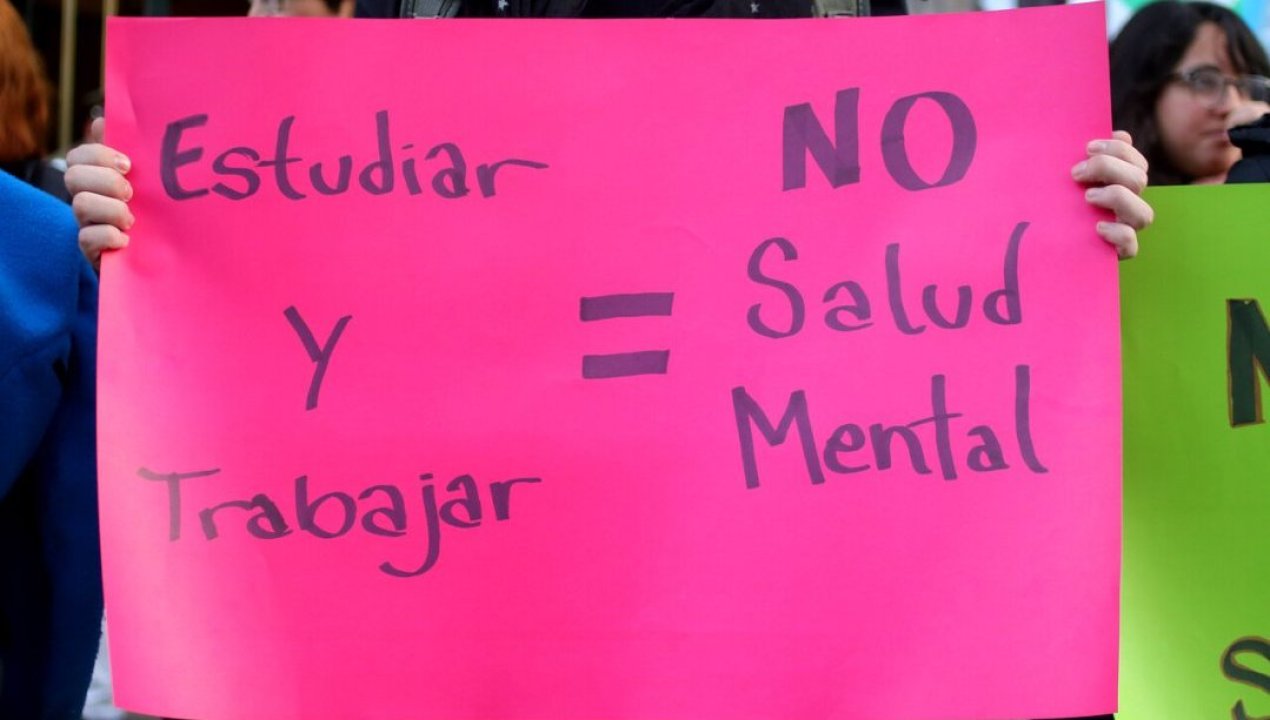 Estudiar
y
Trabajar
=
NO
Salud
Mental